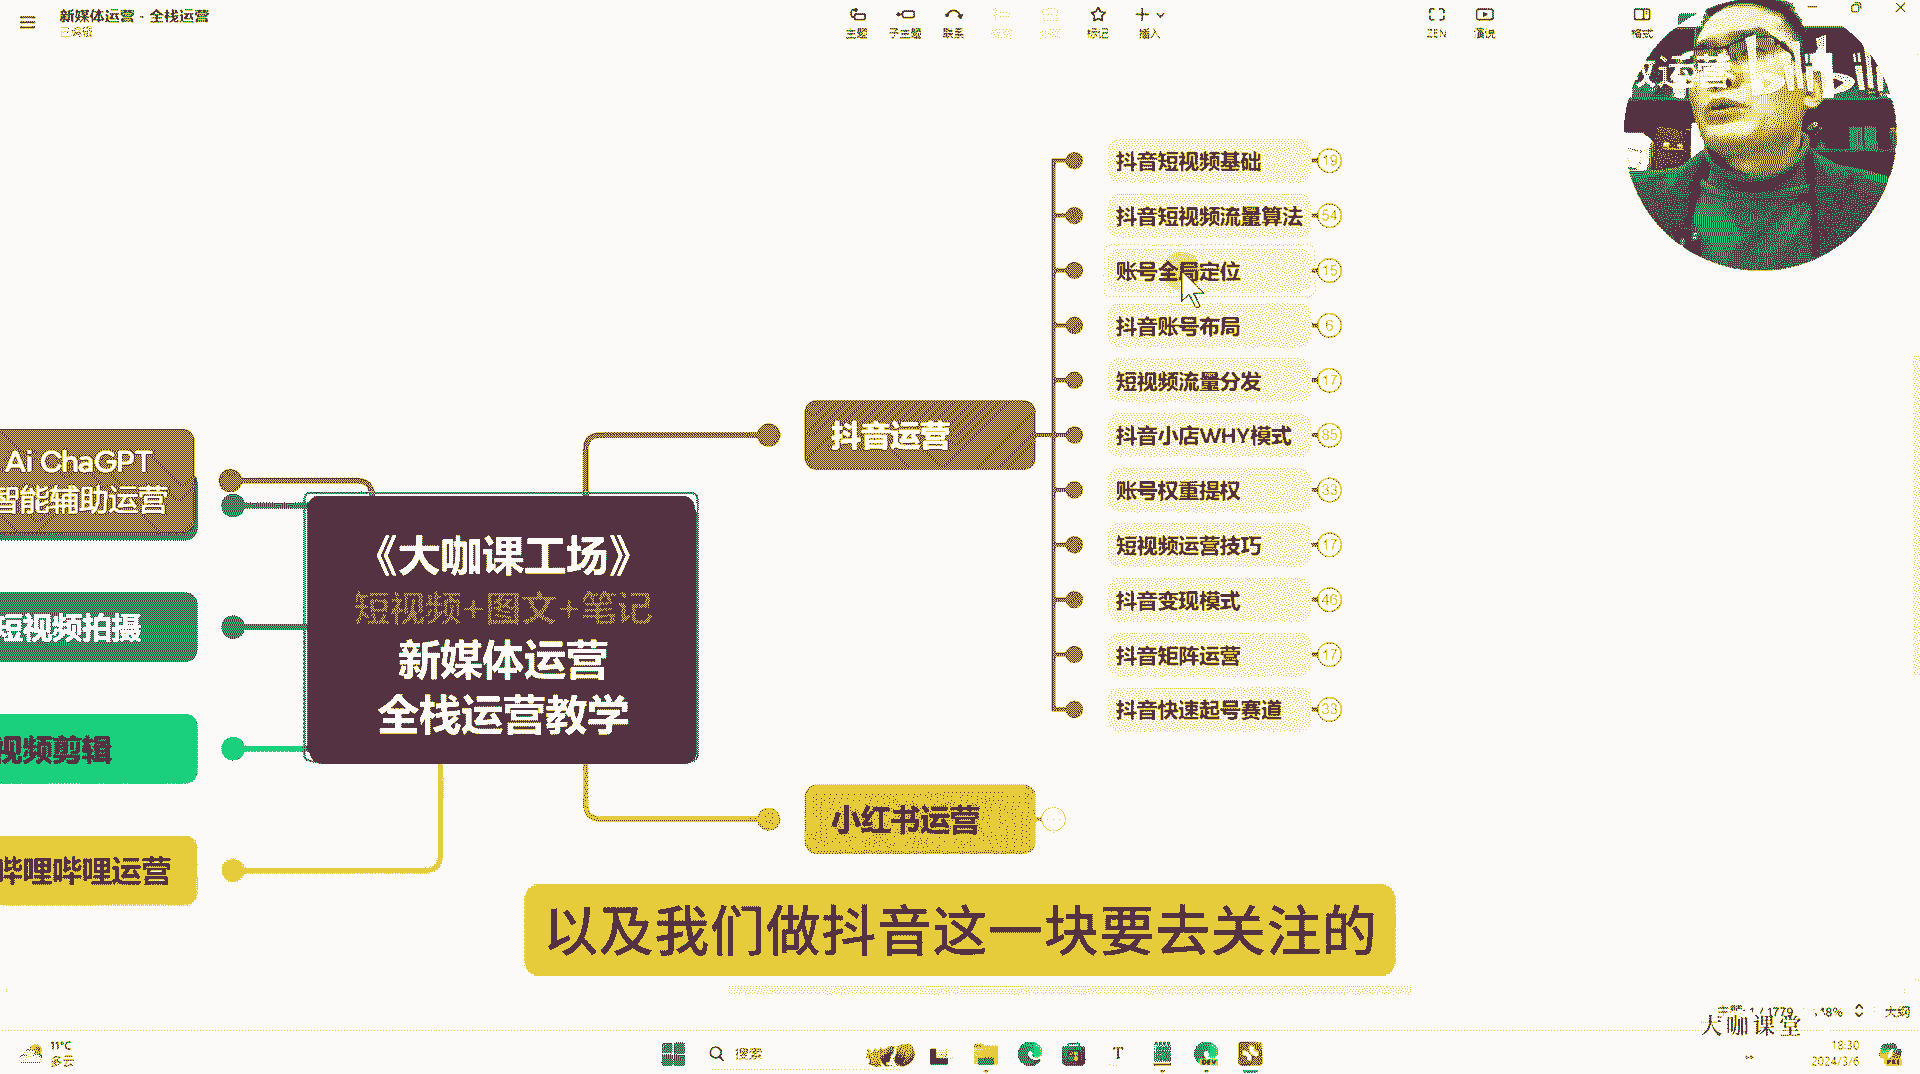 新媒体运营 - 全栈运营
已编辑
主题
子主题
联系
标记
插入
ZEN
演说
格式
运营
bilibili
抖音短视频基础
19
抖音短视频流量算法
54
账号全局定位
15
抖音账号布局
6
短视频流量分发
17
抖音小店WHY模式
85
账号权重提权
33
短视频运营技巧
17
抖音变现模式
46
抖音矩阵运营
17
抖音快速起号赛道
33
抖音运营
小红书运营
Ai ChaGPT
智能辅助运营
短视频拍摄
视频剪辑
哔哩哔哩运营
《大咖课工场》
短视频+图文+笔记
新媒体运营
全栈运营教学
以及我们做抖音这一块要去关注的
大纲
大咖课堂
11°C
多云
搜索
18:30
2024/3/6